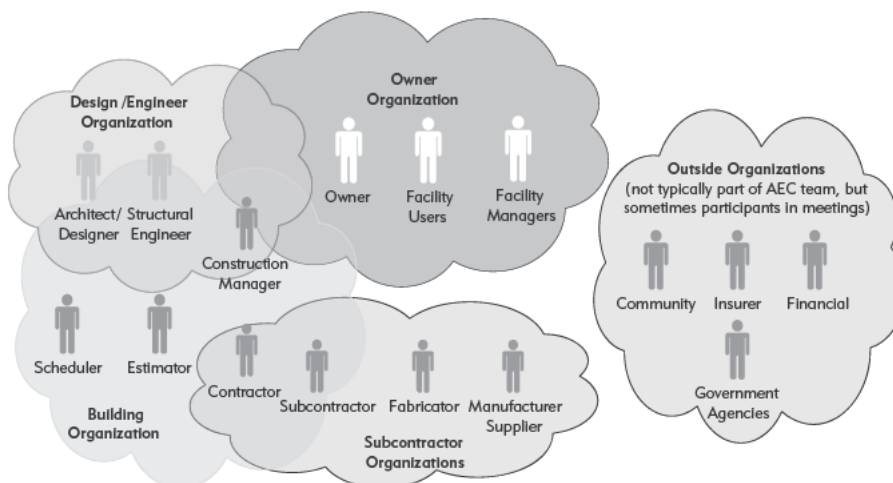 Design /Engineer
Organization
Architect/
Designer
Structural
Engineer
Construction
Manager
Owner
Organization
Owner
Facility
Users
Facility
Managers
Outside Organizations
(not typically part of AEC team, but
sometimes participants in meetings)
Community
Insurer
Financial
Government
Agencies
Scheduler
Estimator
Contractor
Building
Organization
Subcontractor
Fabricator
Manufacturer
Supplier
Subcontractor
Organizations